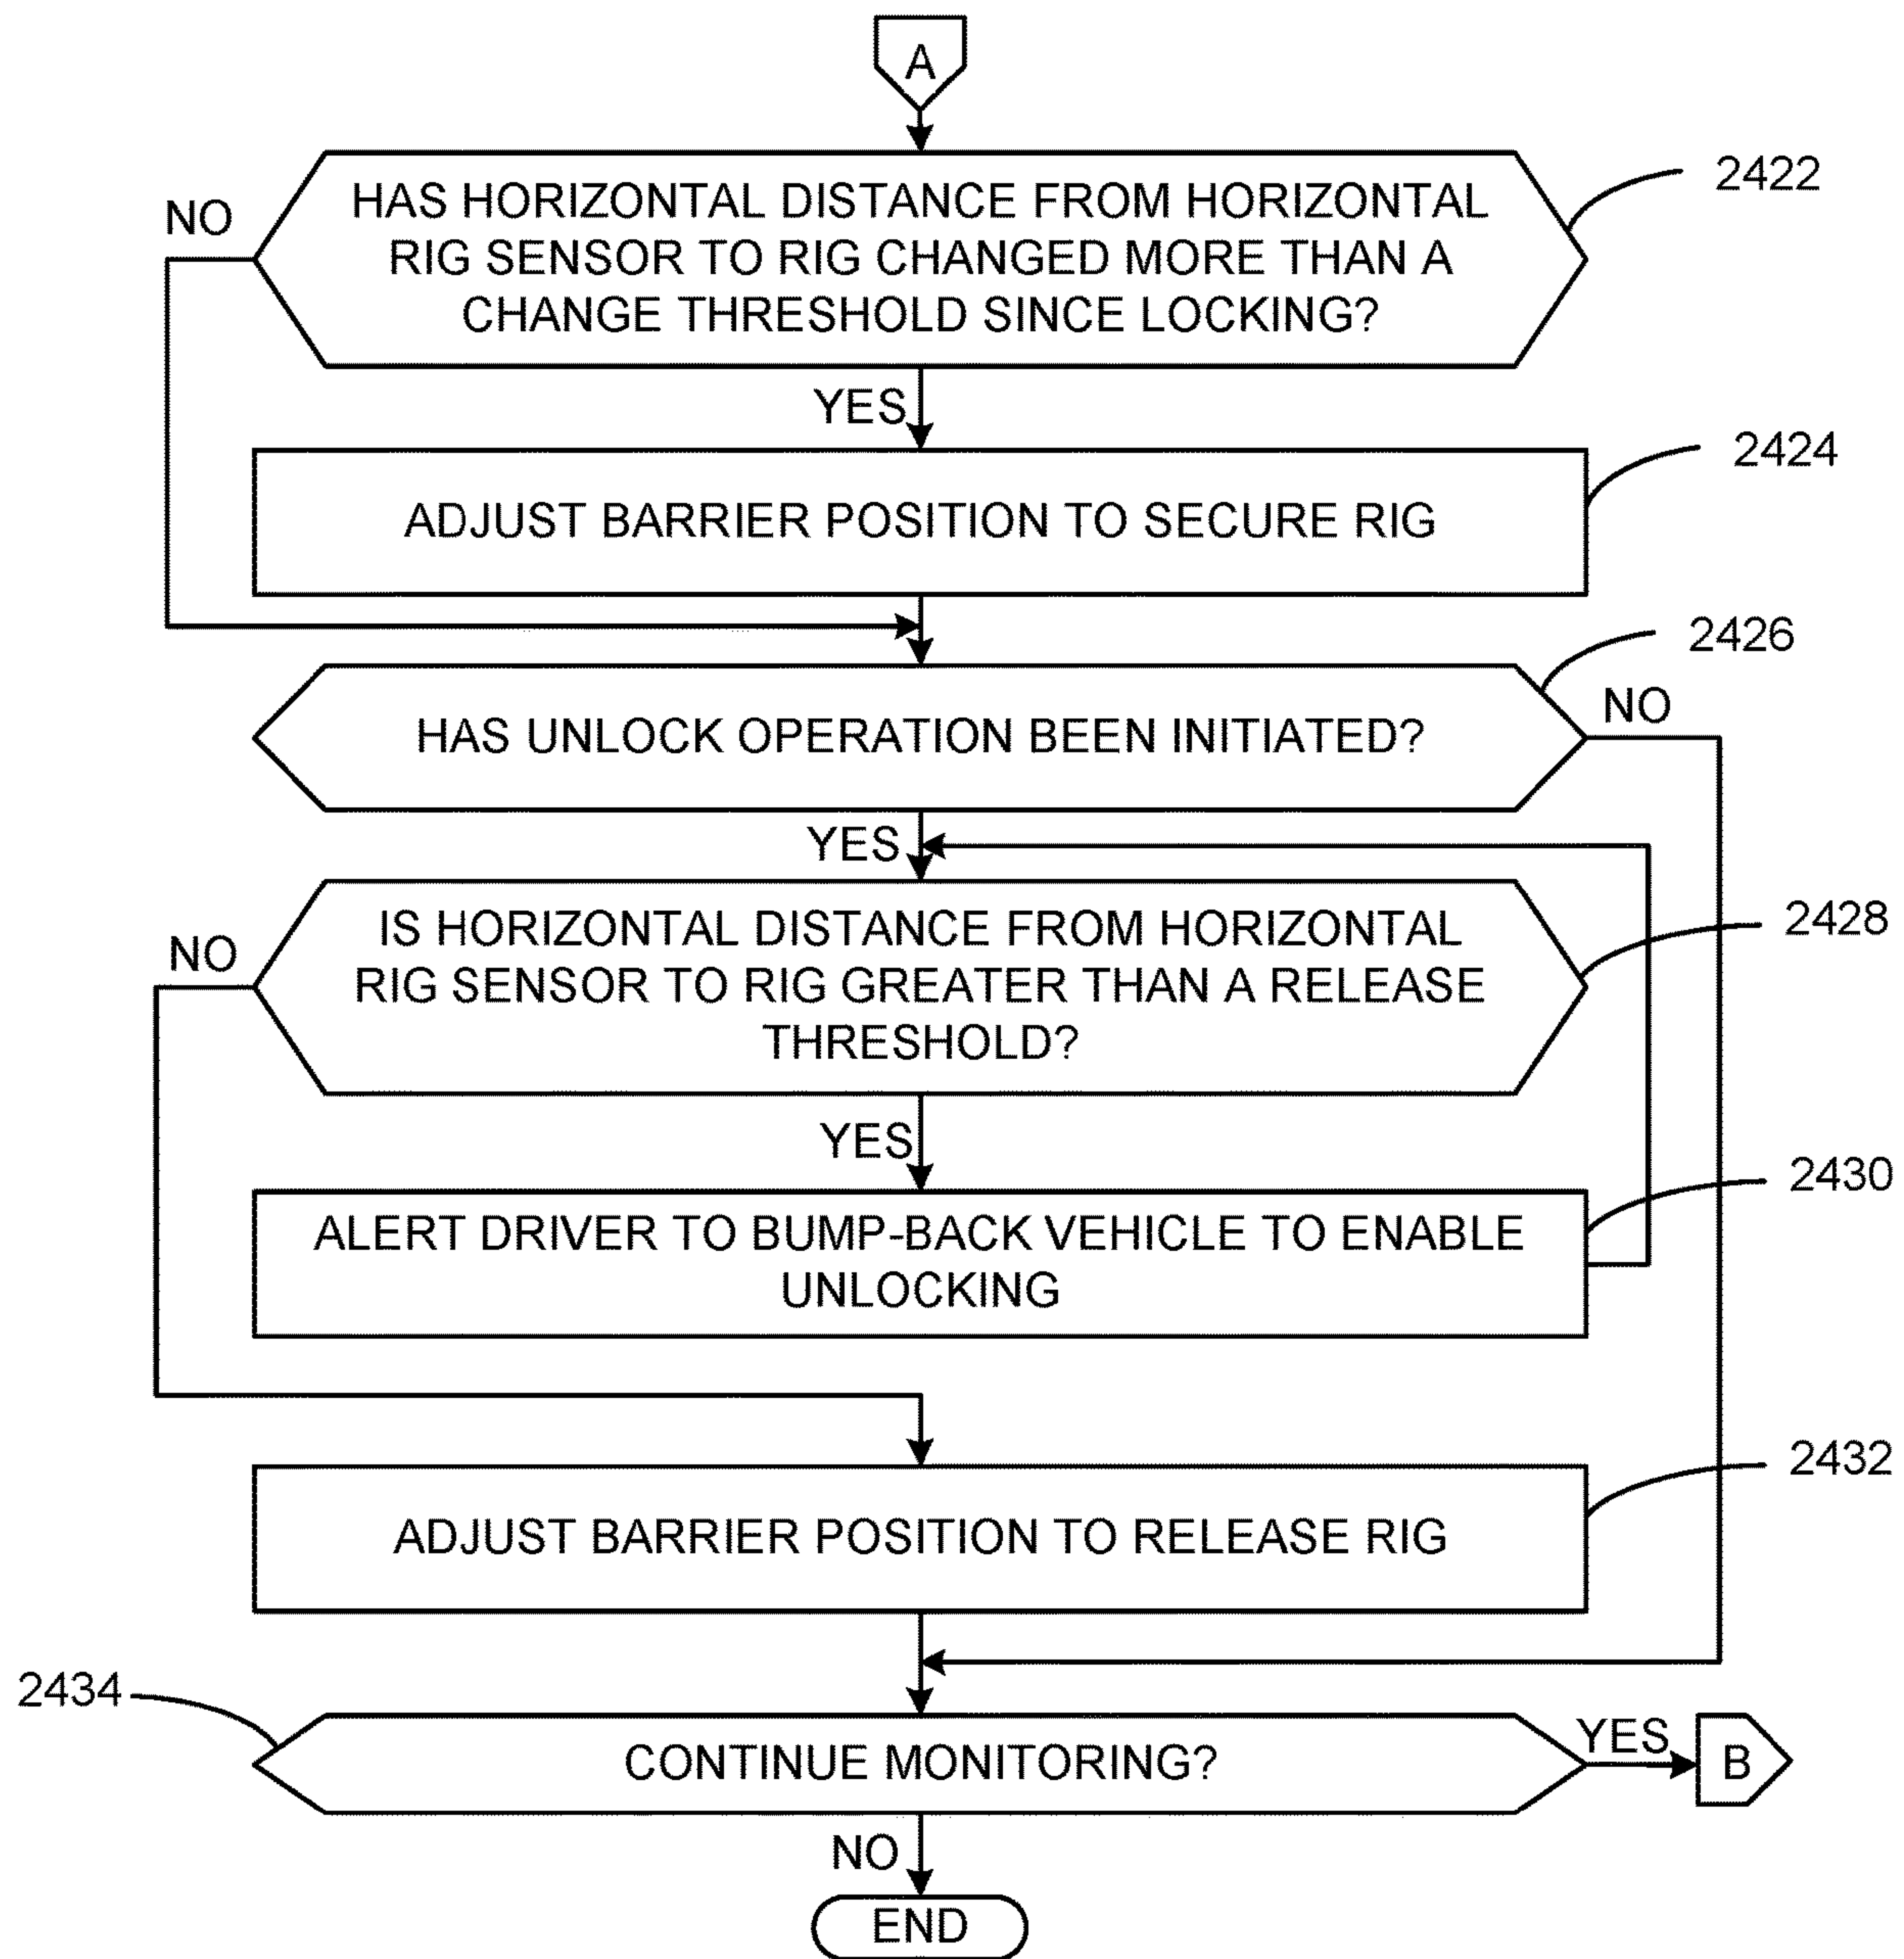 A
NO
HAS HORIZONTAL DISTANCE FROM HORIZONTAL
RIG SENSOR TO RIG CHANGED MORE THAN A
CHANGE THRESHOLD SINCE LOCKING?
2422
YES
ADJUST BARRIER POSITION TO SECURE RIG
2424
HAS UNLOCK OPERATION BEEN INITIATED?
2426
NO
YES
NO
IS HORIZONTAL DISTANCE FROM HORIZONTAL
RIG SENSOR TO RIG GREATER THAN A RELEASE
THRESHOLD?
2428
YES
ALERT DRIVER TO BUMP-BACK VEHICLE TO ENABLE
UNLOCKING
2430
ADJUST BARRIER POSITION TO RELEASE RIG
2432
2434
CONTINUE MONITORING?
YES
B
NO
END